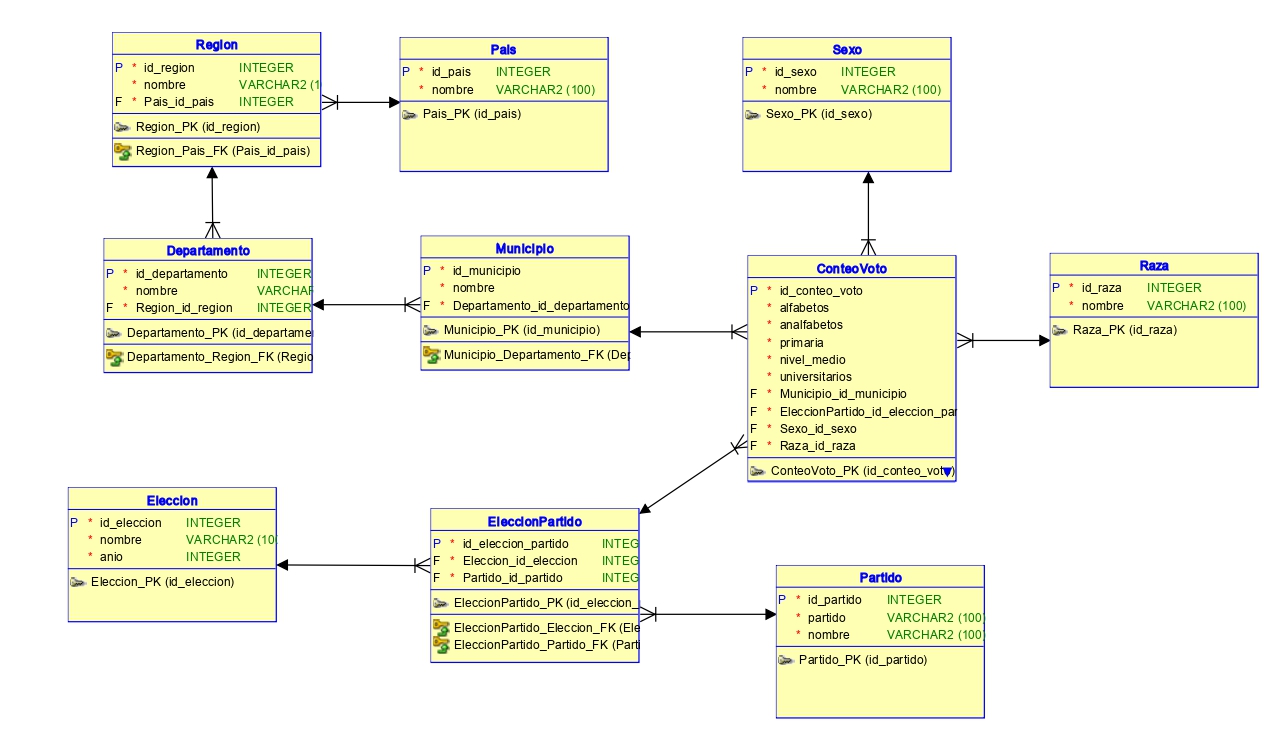 Region
P * id_region INTEGER
* nombre VARCHAR2 (1
F * Pais_id_pais INTEGER
Region_PK (id_region)
Region_Pais_FK (Pais_id_pais)
Pais
P * id_pais INTEGER
* nombre VARCHAR2 (100)
Pais_PK (id_pais)
Sexo
P * id_sexo INTEGER
* nombre VARCHAR2 (100)
Sexo_PK (id_sexo)
Departamento
P * id_departamento INTEGER
* nombre VARCHAR
F * Region_id_region INTEGER
Departamento_PK (id_departame
Departamento_Region_FK (Regio
Municipio
P * id_municipio
* nombre
F * Departamento_id_departamento
Municipio_PK (id_municipio)
Municipio_Departamento_FK (Dep
ConteoVoto
P * id_conteo_voto
* alfabetos
* analfabetos
* primaria
* nivel_medio
* universitarios
F * Municipio_id_municipio
F * EleccionPartido_id_eleccion_par
F * Sexo_id_sexo
F * Raza_id_raza
ConteoVoto_PK (id_conteo_voto)
Raza
P * id_raza INTEGER
* nombre VARCHAR2 (100)
Raza_PK (id_raza)
Eleccion
P * id_eleccion INTEGER
* nombre VARCHAR2 (10
* anio INTEGER
Eleccion_PK (id_eleccion)
EleccionPartido
P * id_eleccion_partido INTEG
F * Eleccion_id_eleccion INTEG
F * Partido_id_partido INTEG
EleccionPartido_PK (id_eleccion_
EleccionPartido_Eleccion_FK (Ele
EleccionPartido_Partido_FK (Parti
Partido
P * id_partido INTEGER
* partido VARCHAR2 (100)
* nombre VARCHAR2 (100)
Partido_PK (id_partido)